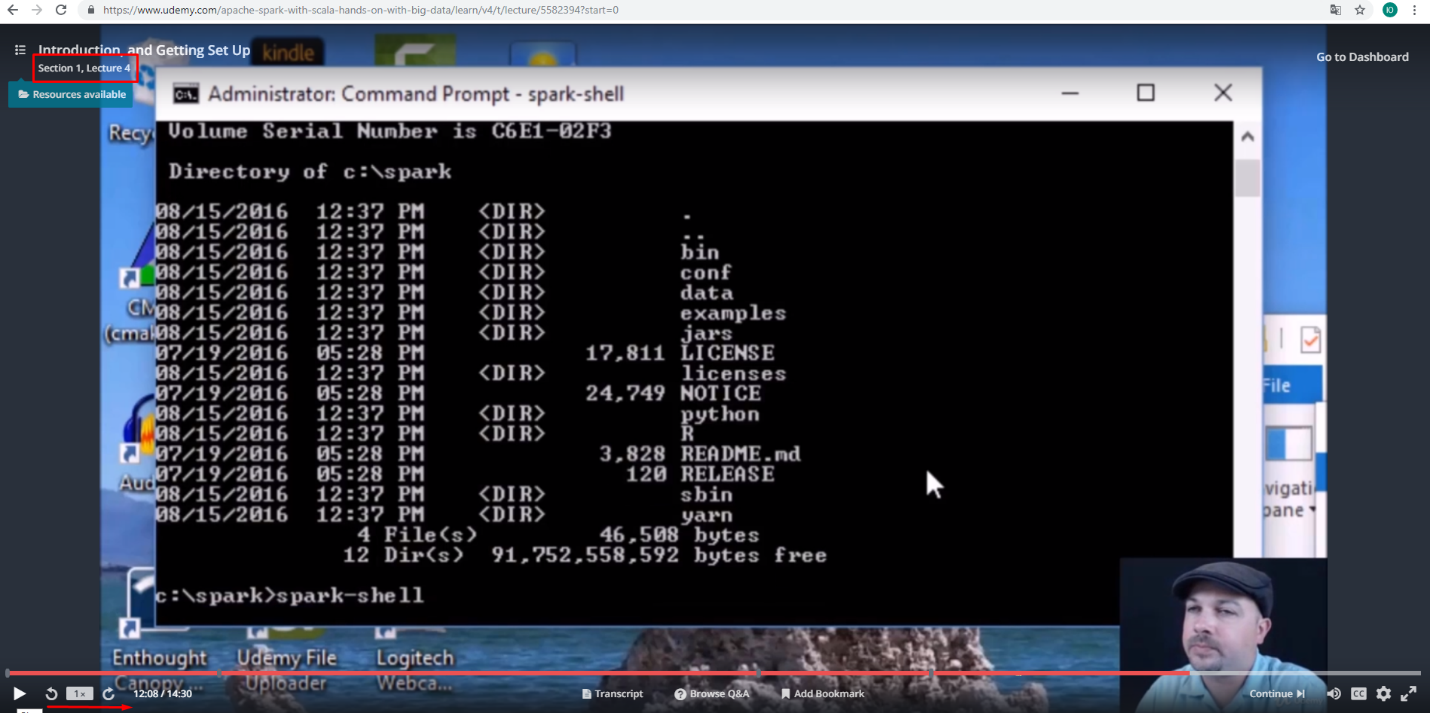 https://www.udemy.com/apache-spark-with-scala-hands-on-with-big-data/learn/v4/t/lecture/5582394?start=0
IO
Introduction, and Getting Set Up
Section 1, Lecture 4
Resources available
kindle
Go to Dashboard
Administrator: Command Prompt - spark-shell
Volume Serial Number is C6E1-02F3
Directory of c:\spark
08/15/2016 12:37 PM <DIR> .
08/15/2016 12:37 PM <DIR> ..
08/15/2016 12:37 PM <DIR> bin
08/15/2016 12:37 PM <DIR> conf
08/15/2016 12:37 PM <DIR> data
08/15/2016 12:37 PM <DIR> examples
08/15/2016 12:37 PM <DIR> jars
07/19/2016 05:28 PM 17,811 LICENSE
08/15/2016 12:37 PM <DIR> licenses
07/19/2016 05:28 PM 24,749 NOTICE
08/15/2016 12:37 PM <DIR> python
08/15/2016 12:37 PM <DIR> R
07/19/2016 05:28 PM 3,828 README.md
07/19/2016 05:28 PM 120 RELEASE
08/15/2016 12:37 PM <DIR> sbin
08/15/2016 12:37 PM <DIR> yarn
4 File(s) 46,508 bytes
12 Dir(s) 91,752,558,592 bytes free
c:\spark>spark-shell
Recy
CM
(cmak
Aud
File
vigati
pane
Enthought
Canopy ...
Udemy File
Uploader
Logitech
Webca...
1×
12:08 / 14:30
Transcript
Browse Q&A
Add Bookmark
Continue
CC